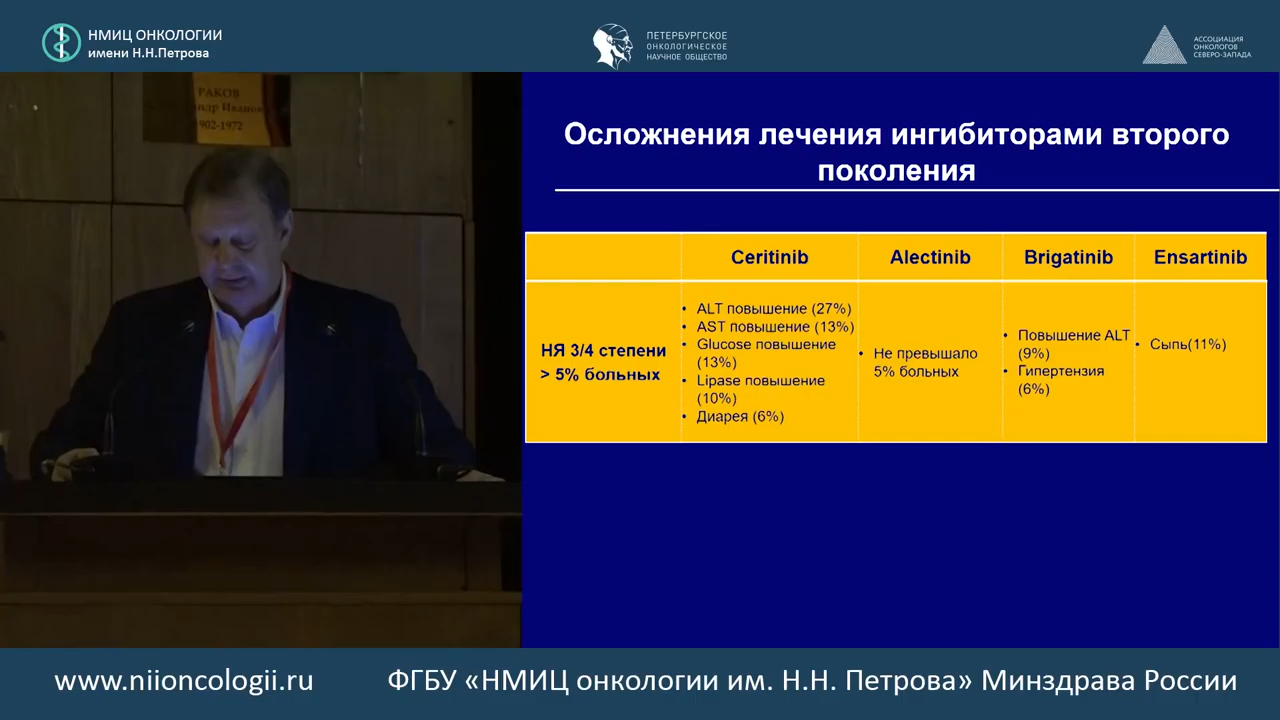 НМИЦ ОНКОЛОГИИ
имени Н.Н.Петрова
ПЕТЕРБУРГСКОЕ
ОНКОЛОГИЧЕСКОЕ
НАУЧНОЕ ОБЩЕСТВО
АССОЦИАЦИЯ
ОНКОЛОГОВ
СЕВЕРО-ЗАПАДА
РАКОВ
ндр Иванов
902-1972
Осложнения лечения ингибиторами второго
поколения
Ceritinib
Alectinib
Brigatinib
Ensartinib
НЯ 3/4 степени
> 5% больных
• ALT повышение (27%)
• AST повышение (13%)
• Glucose повышение
(13%)
• Lipase повышение
(10%)
• Диарея (6%)
• Не превышало
5% больных
• Повышение ALT
(9%)
• Гипертензия
(6%)
• Сыпь(11%)
www.niioncologii.ru
ФГБУ «НМИЦ онкологии им. Н.Н. Петрова» Минздрава России